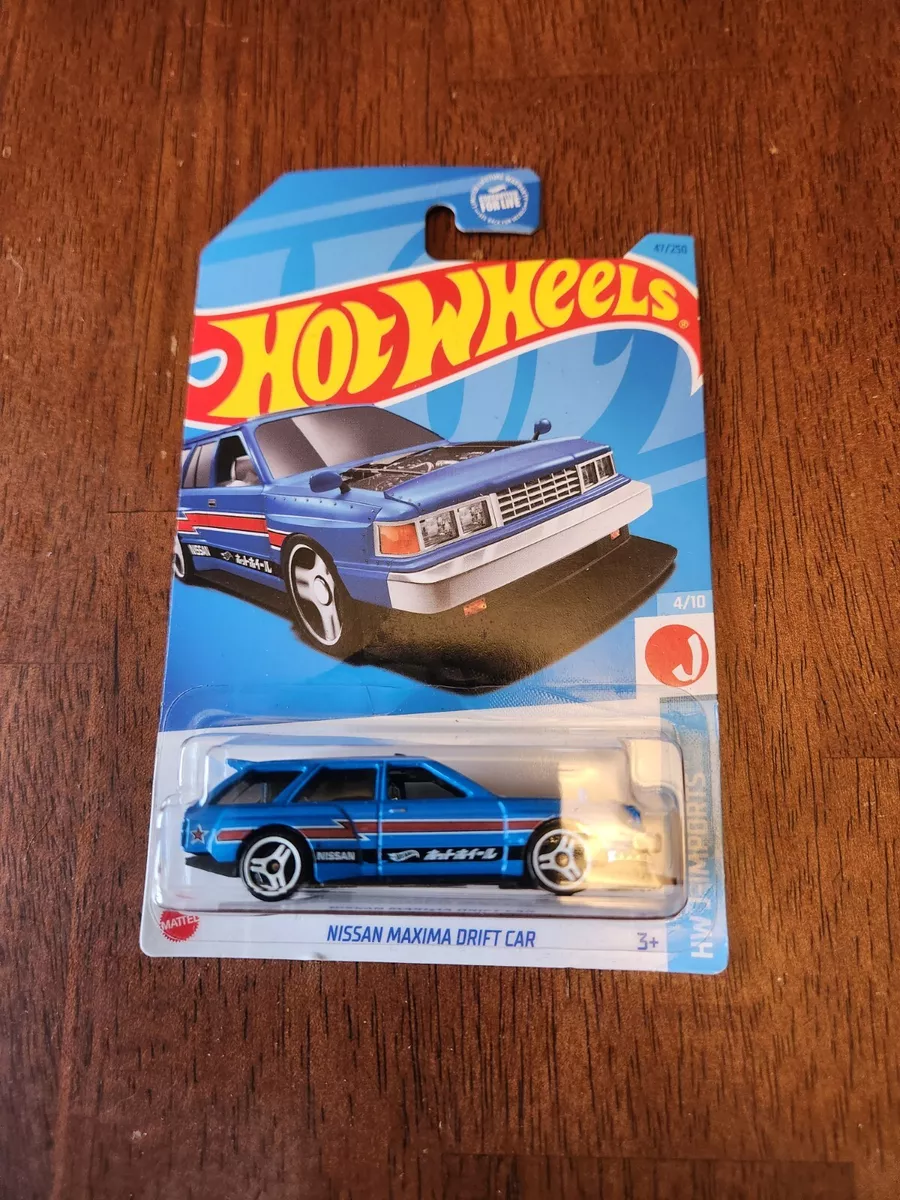 47/250
HOT WHEELS®
NISSAN
ホットホイール
4/10
J
HW J-IMPORTS
NISSAN
ホットホイール
MATTEL
NISSAN MAXIMA DRIFT CAR
3+